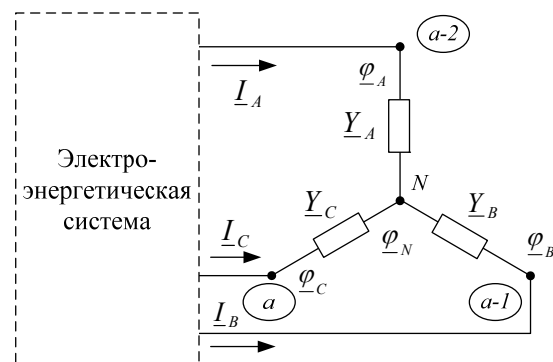 a-2
φ_A
I_A
Y_A
Электро-
энергетическая
система
N
Y_C
Y_B
I_C
φ_N
φ_B
φ_C
a
a-1
I_B